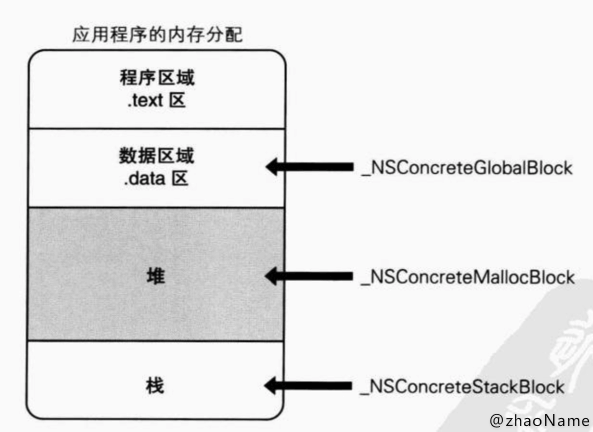 应用程序的内存分配
程序区域
.text 区
数据区域
.data 区
_NSConcreteGlobalBlock
堆
_NSConcreteMallocBlock
栈
_NSConcreteStackBlock
@zhaoName